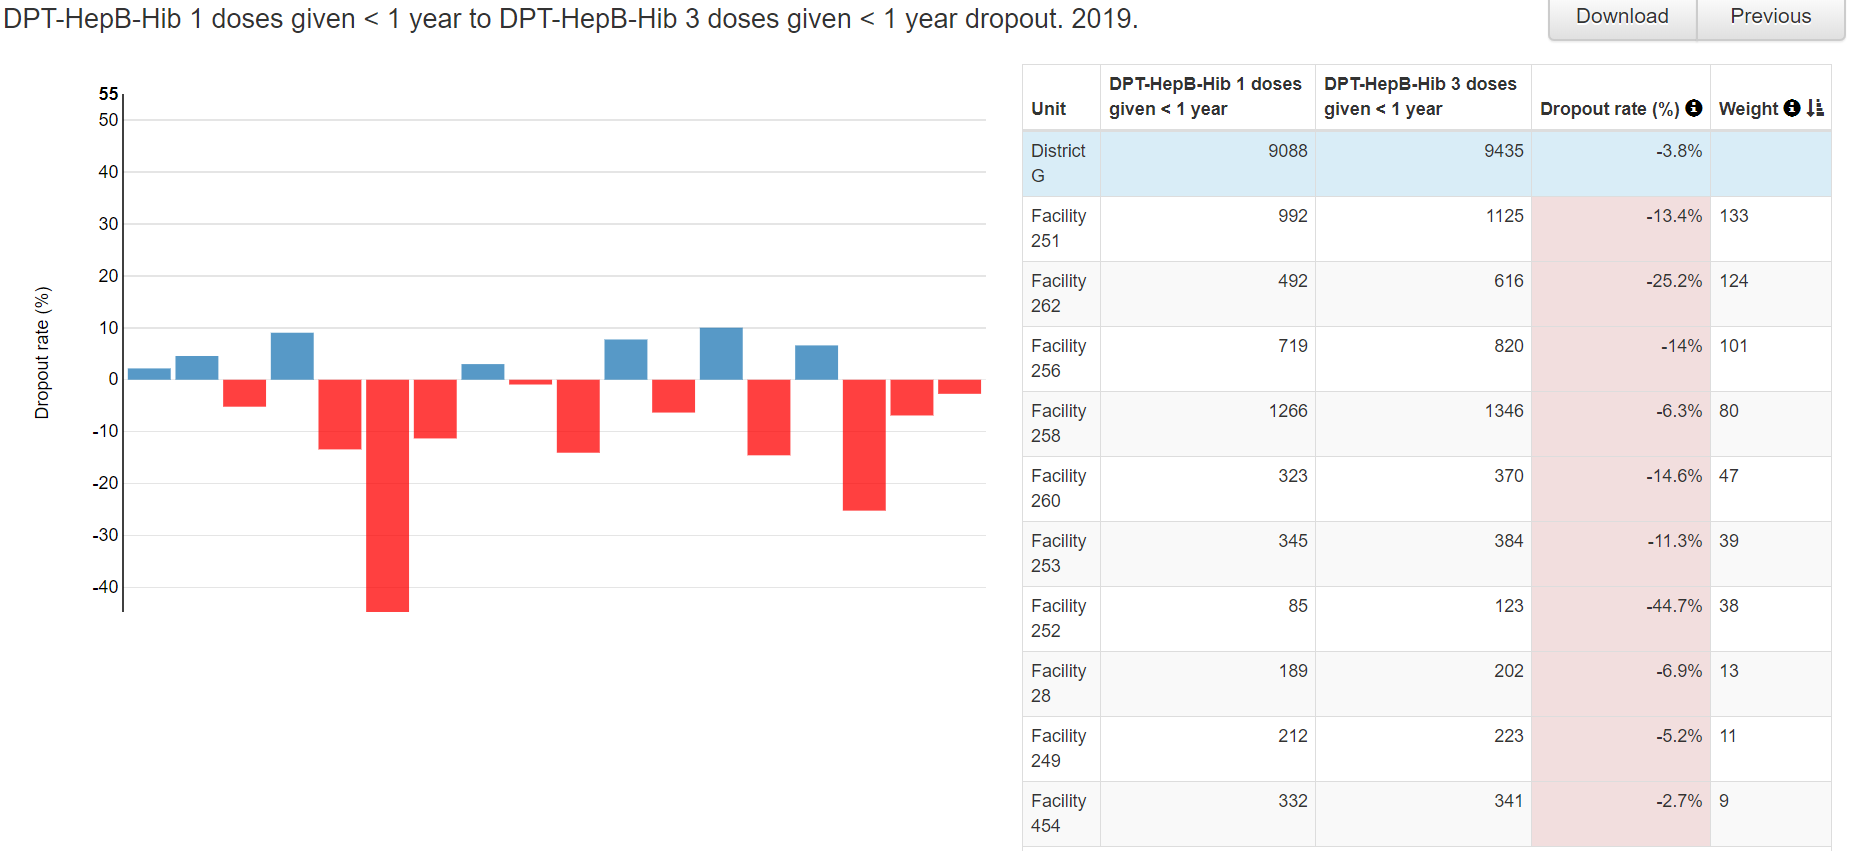 DPT-HepB-Hib 1 doses given < 1 year to DPT-HepB-Hib 3 doses given < 1 year dropout. 2019.
Download
Previous
55
50
40
30
20
10
0
-10
-20
-30
-40
Dropout rate (%)
Unit
DPT-HepB-Hib 1 doses
given < 1 year
DPT-HepB-Hib 3 doses
given < 1 year
Dropout rate (%)
Weight
District
G
9088
9435
-3.8%
Facility
251
992
1125
-13.4%
133
Facility
262
492
616
-25.2%
124
Facility
256
719
820
-14%
101
Facility
258
1266
1346
-6.3%
80
Facility
260
323
370
-14.6%
47
Facility
253
345
384
-11.3%
39
Facility
252
85
123
-44.7%
38
Facility
28
189
202
-6.9%
13
Facility
249
212
223
-5.2%
11
Facility
454
332
341
-2.7%
9